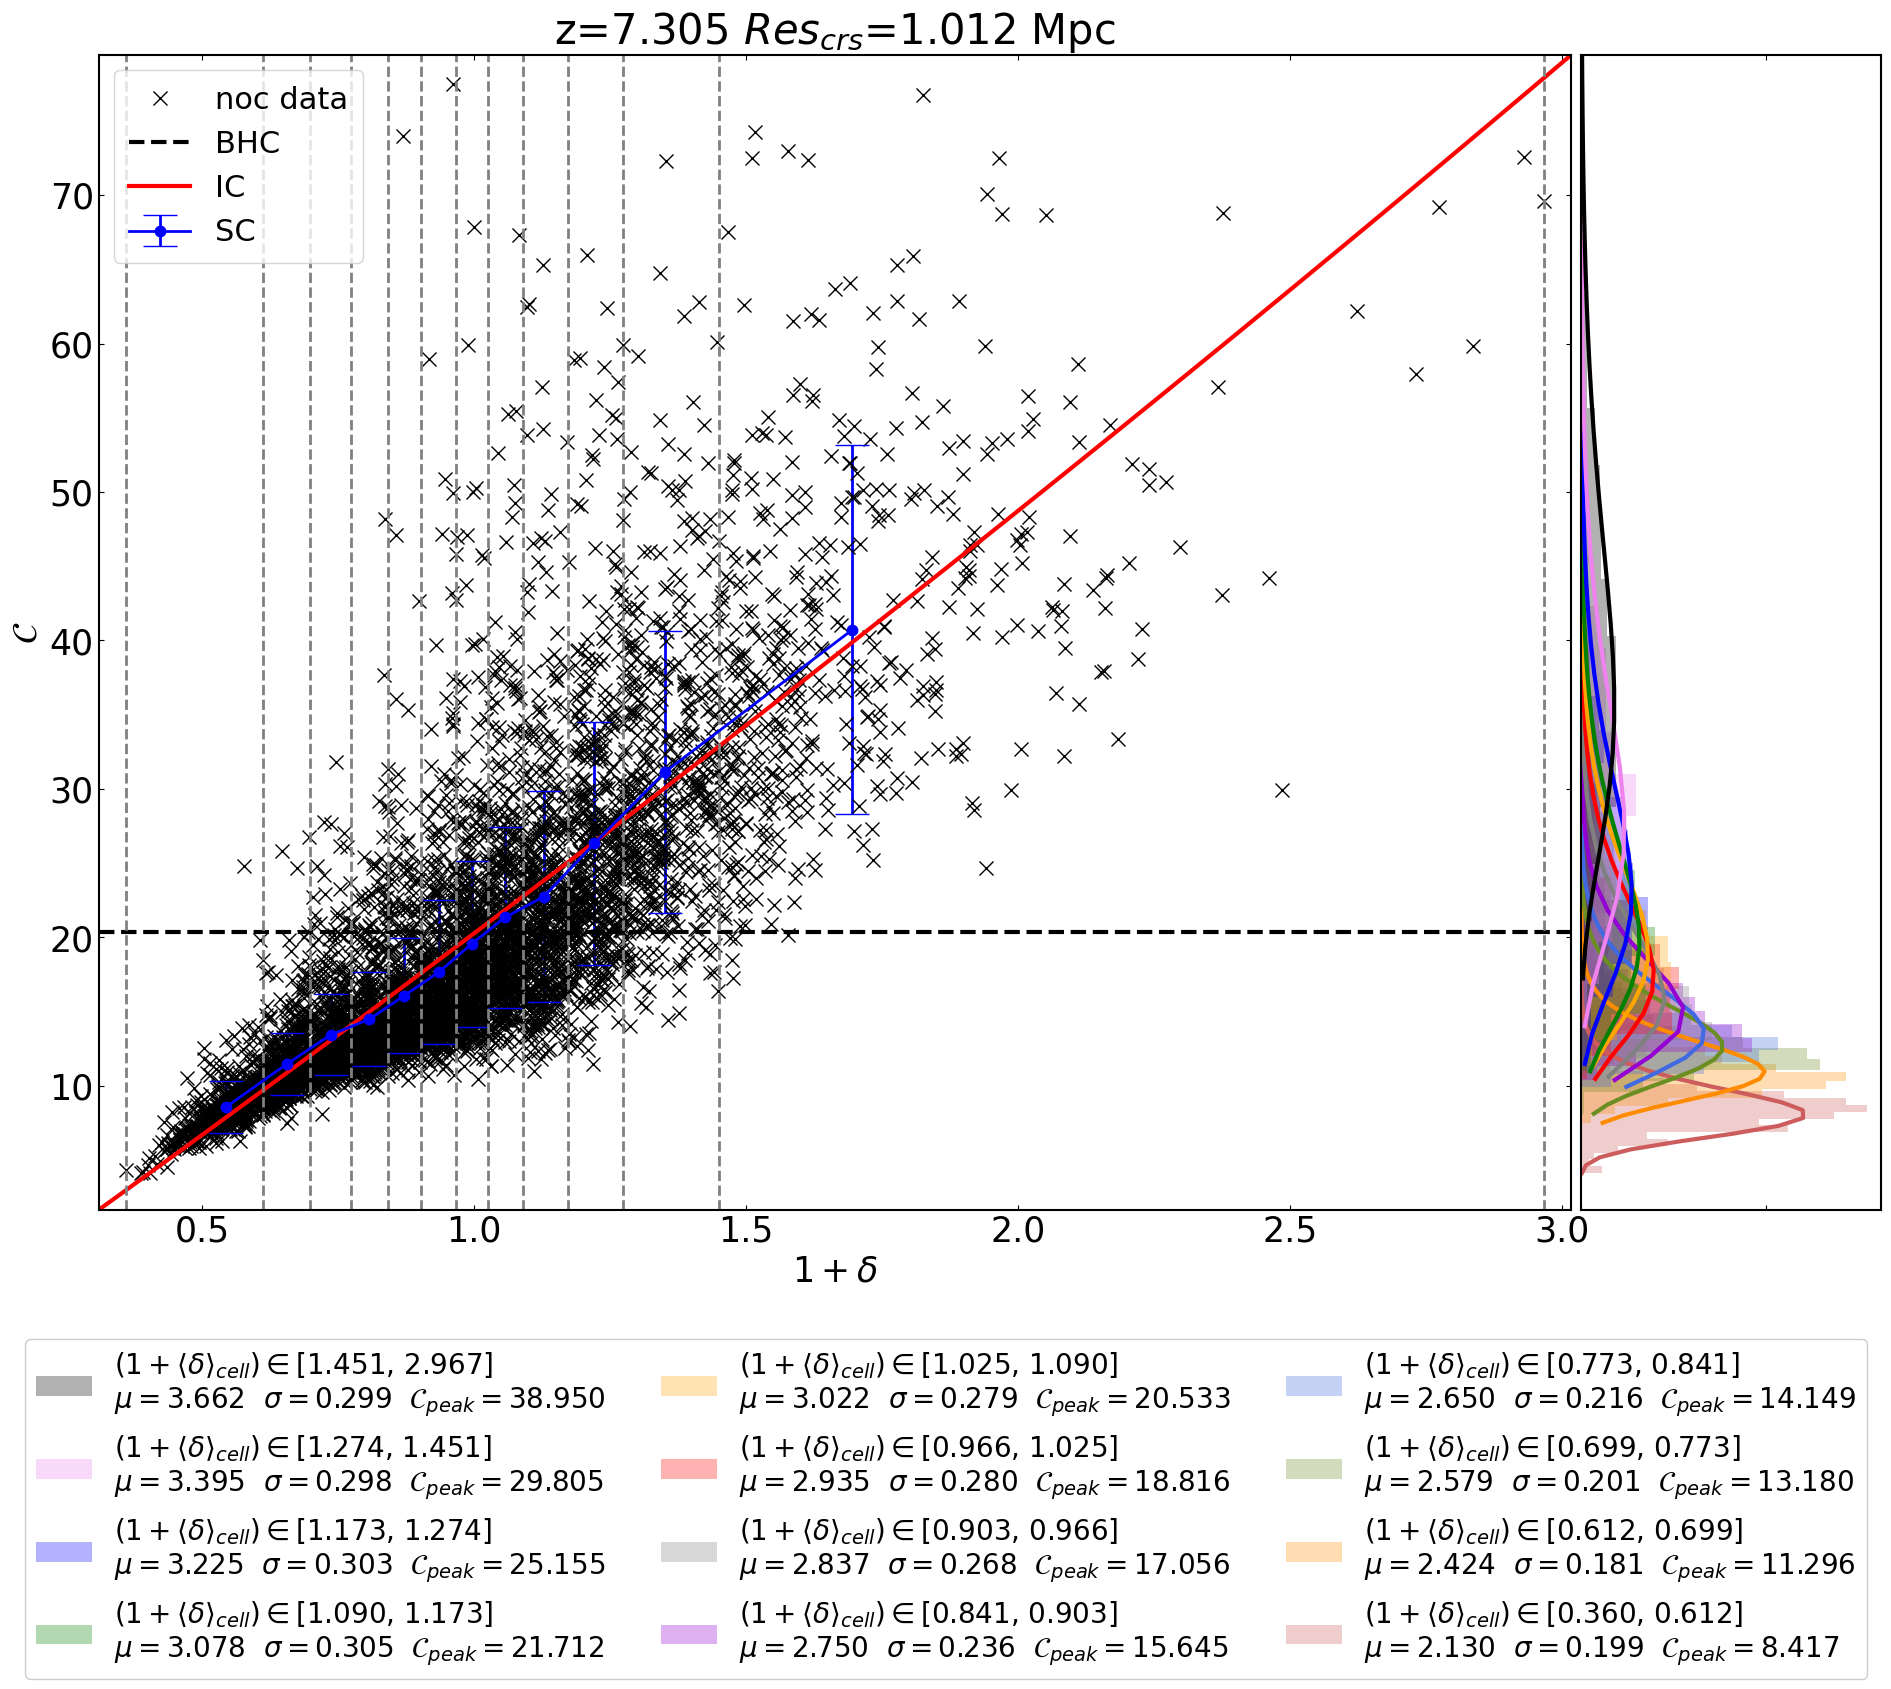 z=7.305 Res_crs=1.012 Mpc
noc data
BHC
IC
SC
70
60
50
40
30
20
10
𝒞
0.5 1.0 1.5 2.0 2.5 3.0
1 + δ
(1 + ⟨δ⟩_cell) ∈ [1.451, 2.967]
μ = 3.662 σ = 0.299 𝒞_peak = 38.950
(1 + ⟨δ⟩_cell) ∈ [1.274, 1.451]
μ = 3.395 σ = 0.298 𝒞_peak = 29.805
(1 + ⟨δ⟩_cell) ∈ [1.173, 1.274]
μ = 3.225 σ = 0.303 𝒞_peak = 25.155
(1 + ⟨δ⟩_cell) ∈ [1.090, 1.173]
μ = 3.078 σ = 0.305 𝒞_peak = 21.712
(1 + ⟨δ⟩_cell) ∈ [1.025, 1.090]
μ = 3.022 σ = 0.279 𝒞_peak = 20.533
(1 + ⟨δ⟩_cell) ∈ [0.966, 1.025]
μ = 2.935 σ = 0.280 𝒞_peak = 18.816
(1 + ⟨δ⟩_cell) ∈ [0.903, 0.966]
μ = 2.837 σ = 0.268 𝒞_peak = 17.056
(1 + ⟨δ⟩_cell) ∈ [0.841, 0.903]
μ = 2.750 σ = 0.236 𝒞_peak = 15.645
(1 + ⟨δ⟩_cell) ∈ [0.773, 0.841]
μ = 2.650 σ = 0.216 𝒞_peak = 14.149
(1 + ⟨δ⟩_cell) ∈ [0.699, 0.773]
μ = 2.579 σ = 0.201 𝒞_peak = 13.180
(1 + ⟨δ⟩_cell) ∈ [0.612, 0.699]
μ = 2.424 σ = 0.181 𝒞_peak = 11.296
(1 + ⟨δ⟩_cell) ∈ [0.360, 0.612]
μ = 2.130 σ = 0.199 𝒞_peak = 8.417